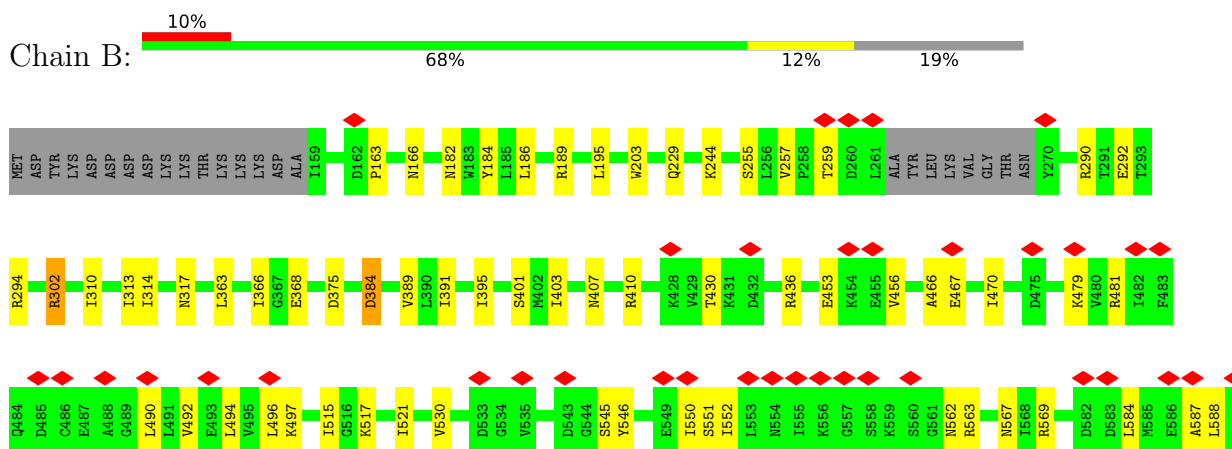 10%
Chain B:
68% 12% 19%
MET ASP TYR LYS ASP ASP ASP ASP LYS LYS THR LYS LYS LYS ASP ALA I159 D162 P163 N166 N182 W183 Y184 L185 L186 R189 L195 W203 Q229 K244 S255 L256 V257 P258 T259 D260 L261 ALA TYR LEU LYS VAL GLY THR ASN Y270 R290 T291 E292 T293
R294 R302 I310 I313 I314 N317 L363 I366 G367 E368 D375 D384 V389 L390 I391 I395 S401 M402 I403 N407 R410 K428 V429 T430 K431 D432 R436 E453 K454 E455 V456 A466 E467 I470 D475 K479 V480 R481 I482 F483
Q484 D485 C486 E487 A488 G489 L490 L491 V492 E493 L494 V495 L496 K497 I515 G516 K517 I521 V530 D533 G534 V535 D543 G544 S545 Y546 E549 I550 S551 I552 L553 N554 I555 K556 G557 S558 K559 S560 G561 N562 R563 N567 I568 R569 D582 D583 L584 M585 E586 A587 L588